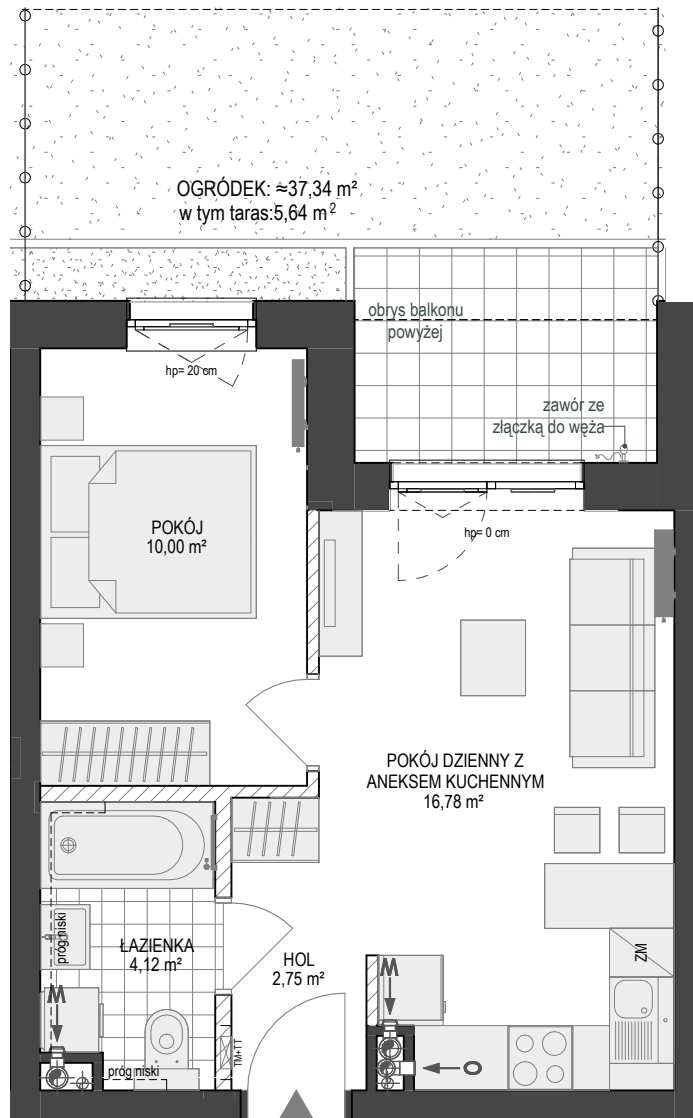 OGRÓDEK: ≈37,34 m²
w tym taras:5,64 m²
obrys balkonu
powyżej
hp= 20 cm
zawór ze
złączką do węża
POKÓJ
10,00 m²
hp= 0 cm
POKÓJ DZIENNY Z
ANEKSEM KUCHENNYM
16,78 m²
próg niski
ŁAZIENKA
4,12 m²
HOL
2,75 m²
ZM
M
M
TM+TT
próg niski
O